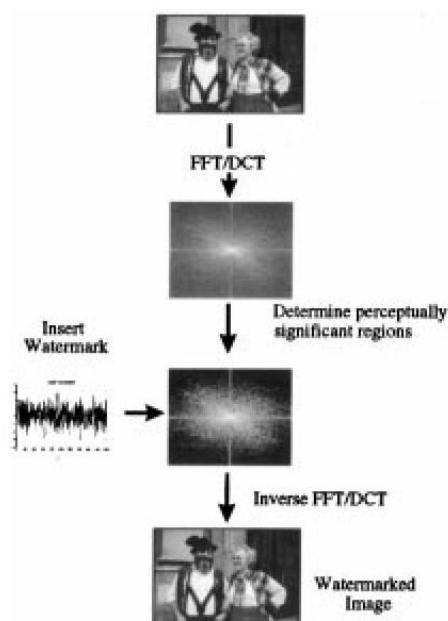 FFT/DCT
Determine perceptually
significant regions
Insert
Watermark
Inverse FFT/DCT
Watermarked
Image